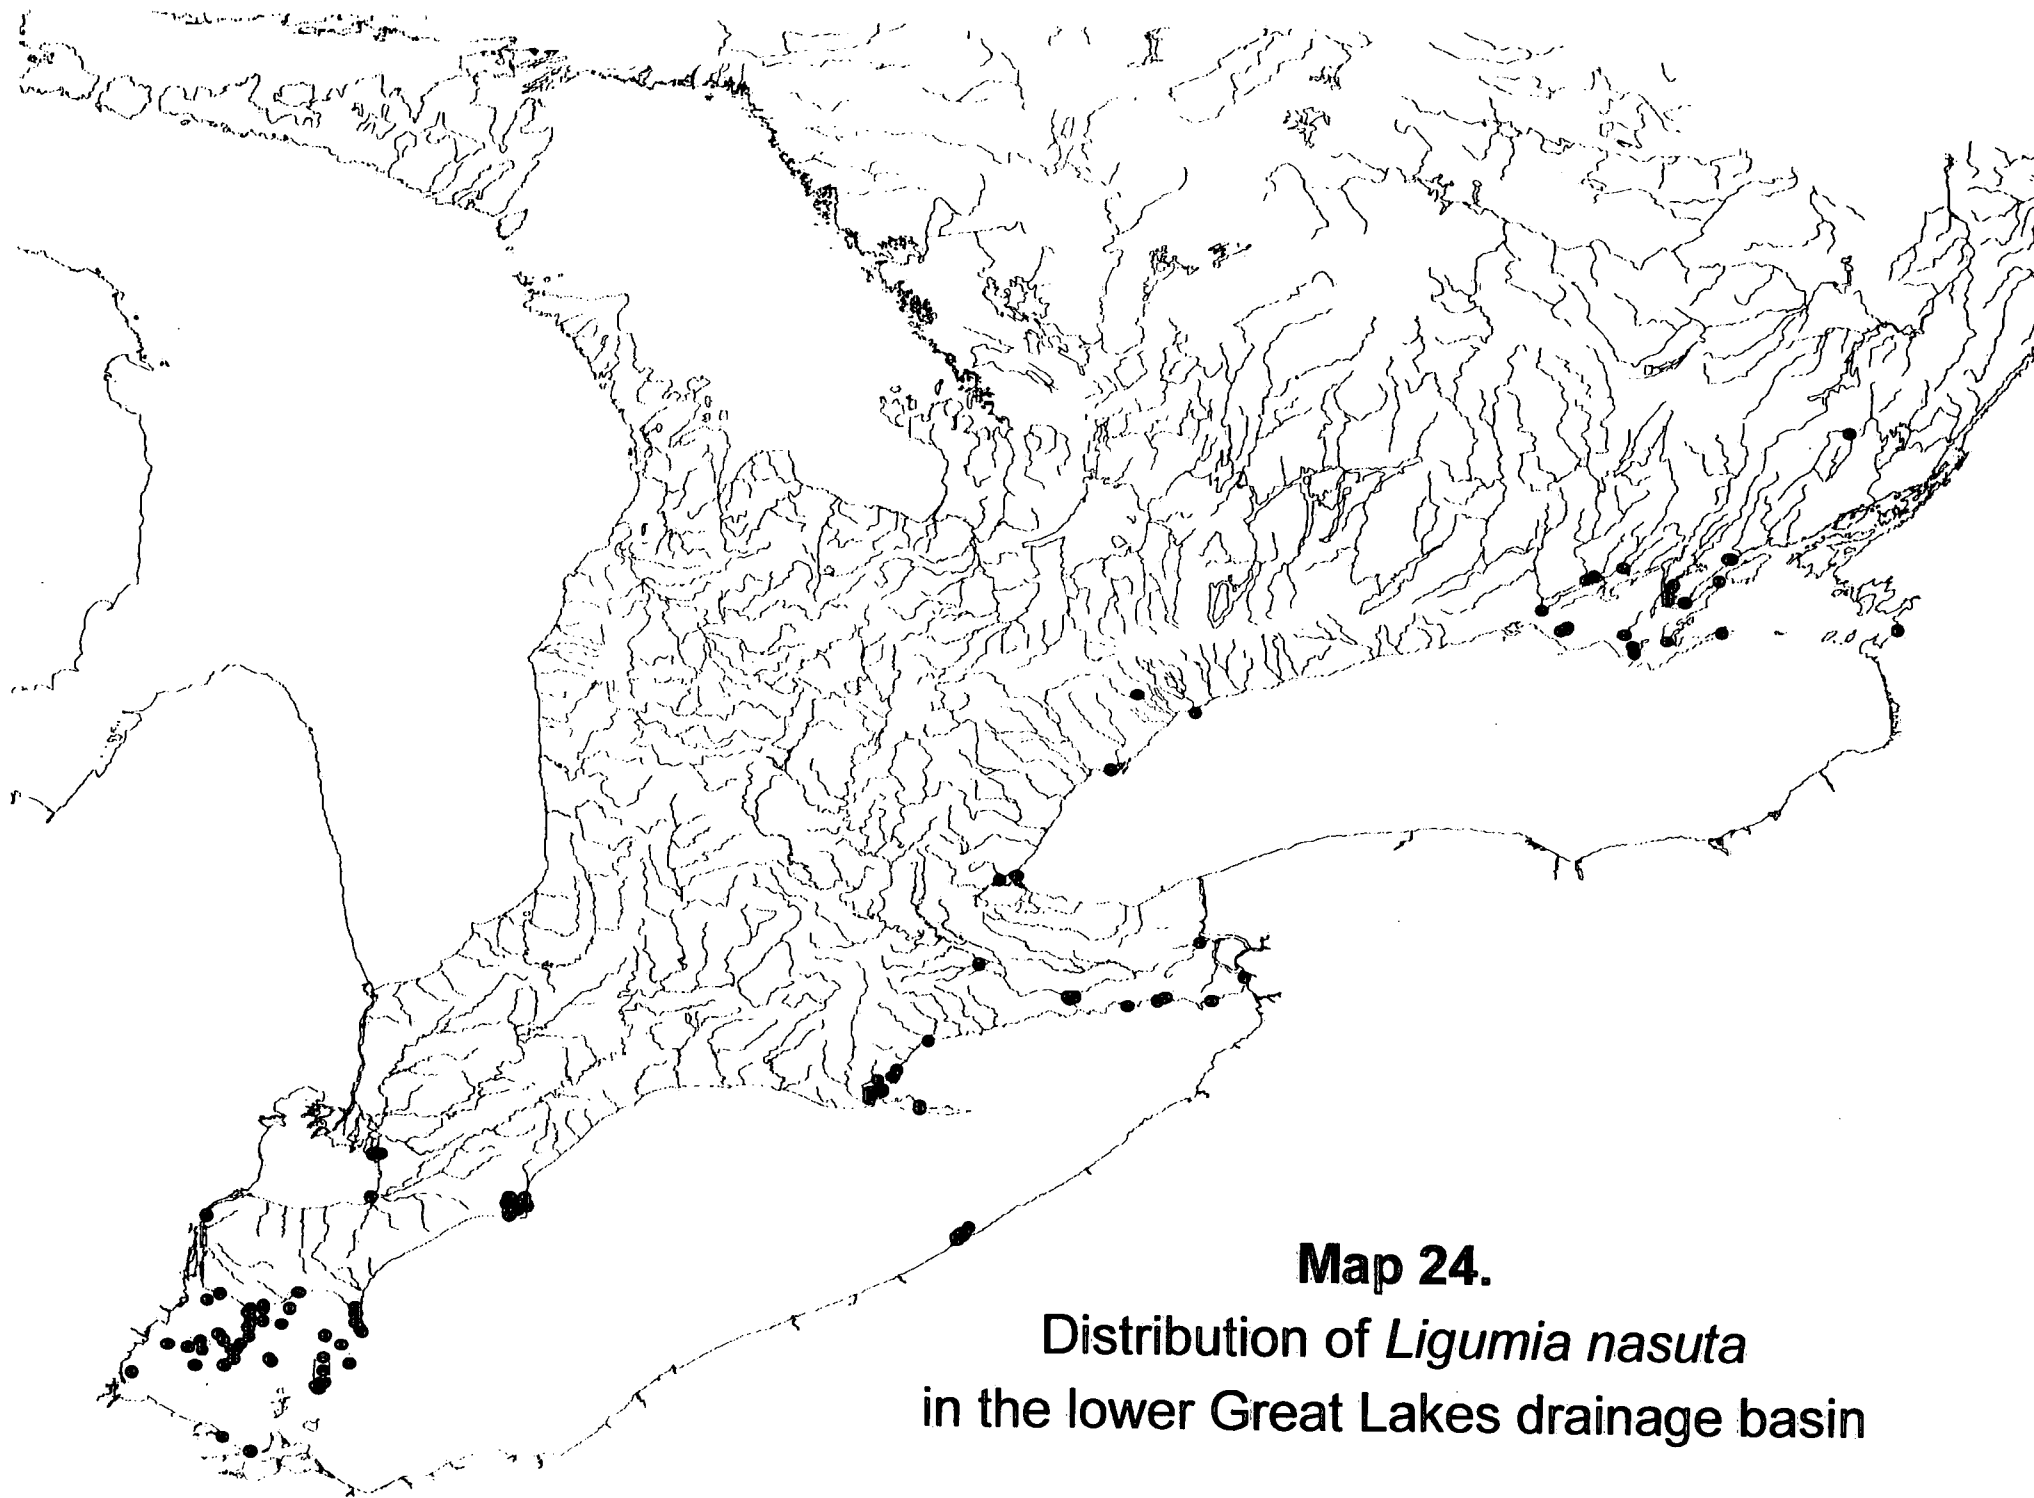 Map 24.
Distribution of Ligumia nasuta
in the lower Great Lakes drainage basin